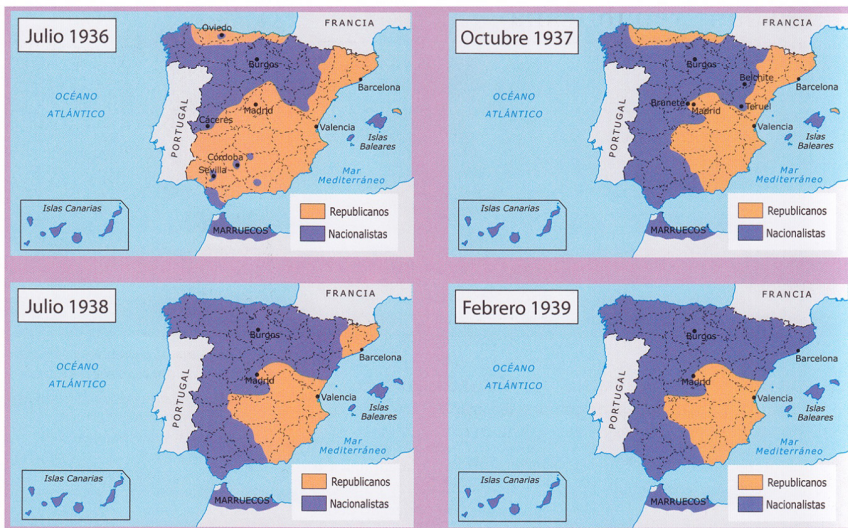 Julio 1936
FRANCIA
Oviedo
Burgos
Barcelona
OCÉANO
ATLÁNTICO
PORTUGAL
Madrid
Cáceres
Valencia
Islas
Baleares
Córdoba
Sevilla
Mar
Mediterráneo
Islas Canarias
MARRUECOS
Republicanos
Nacionalistas
Octubre 1937
FRANCIA
Burgos
Belchite
Barcelona
OCÉANO
ATLÁNTICO
PORTUGAL
Brunete
Madrid
Teruel
Valencia
Islas
Baleares
Mar
Mediterráneo
Islas Canarias
MARRUECOS
Republicanos
Nacionalistas
Julio 1938
FRANCIA
Burgos
Barcelona
OCÉANO
ATLÁNTICO
PORTUGAL
Madrid
Valencia
Islas
Baleares
Mar
Mediterráneo
Islas Canarias
MARRUECOS
Republicanos
Nacionalistas
Febrero 1939
FRANCIA
Burgos
Barcelona
OCÉANO
ATLÁNTICO
PORTUGAL
Madrid
Valencia
Islas
Baleares
Mar
Mediterráneo
Islas Canarias
MARRUECOS
Republicanos
Nacionalistas